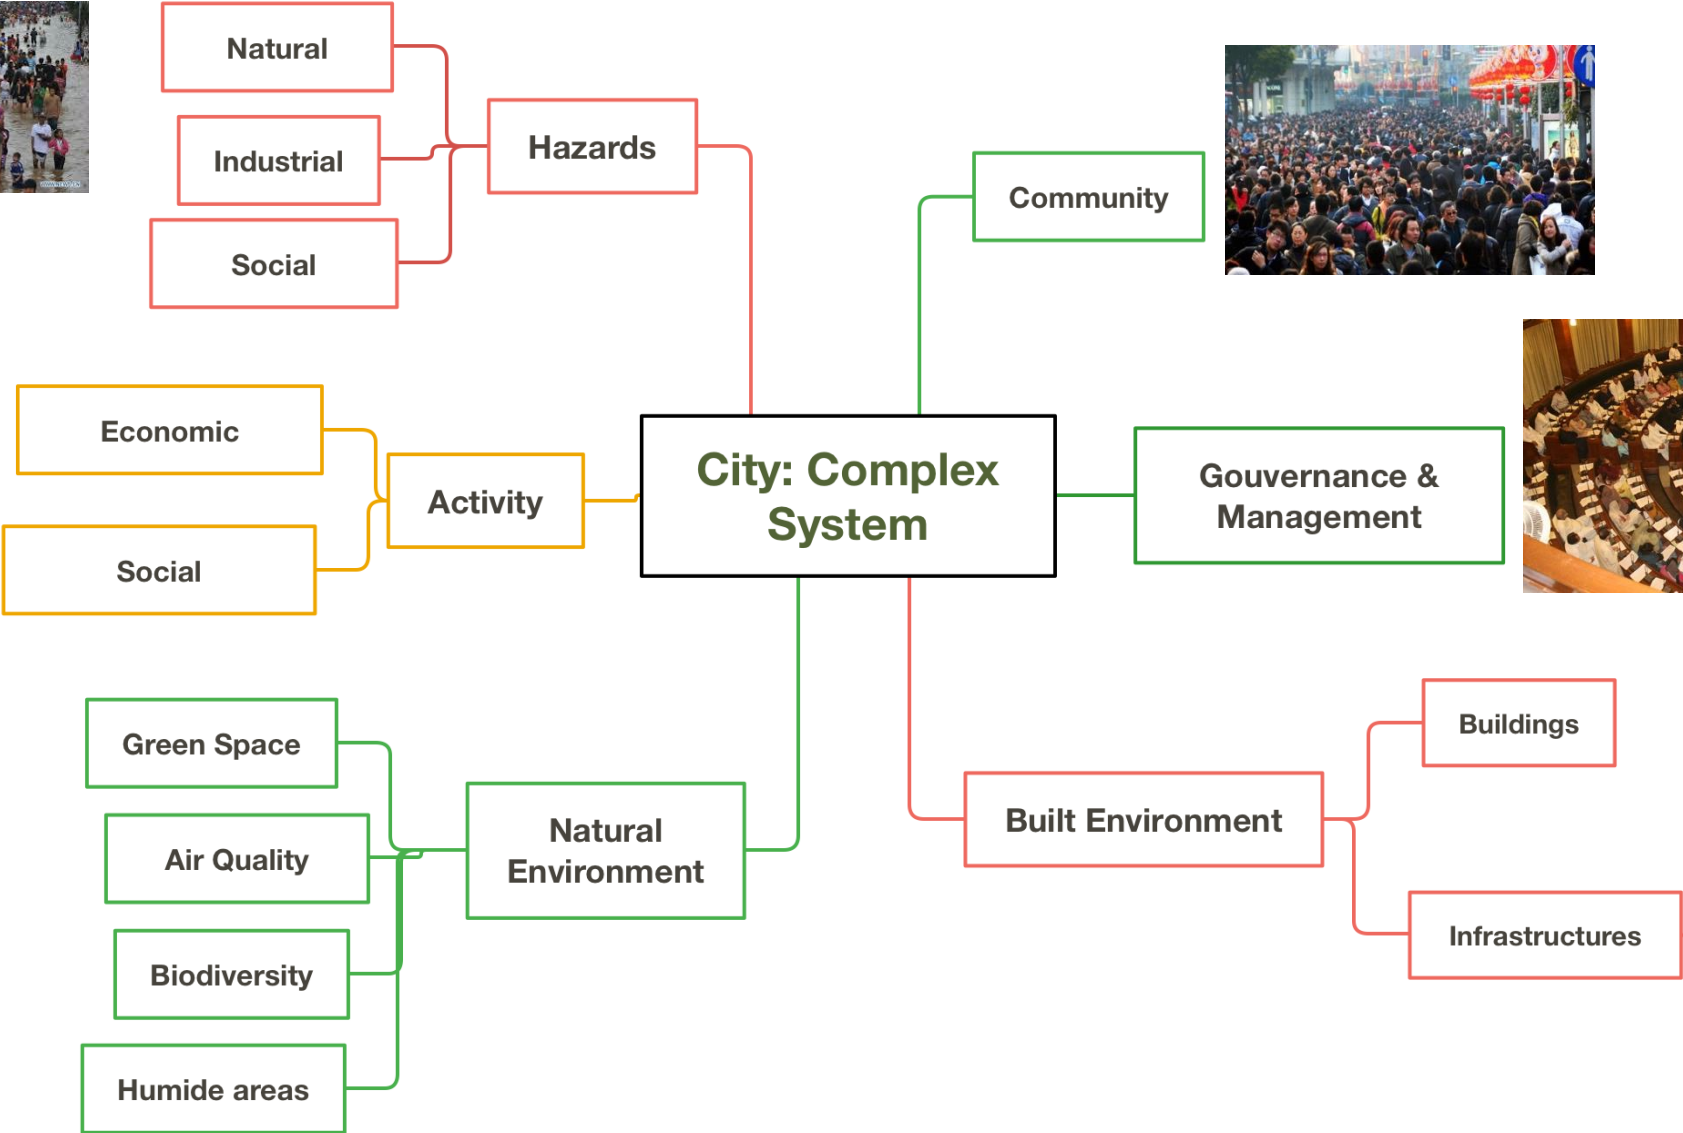 Natural
Industrial
Social
Hazards
Community
Economic
Social
Activity
City: Complex
System
Gouvernance &
Management
Green Space
Air Quality
Biodiversity
Humide areas
Natural
Environment
Built Environment
Buildings
Infrastructures